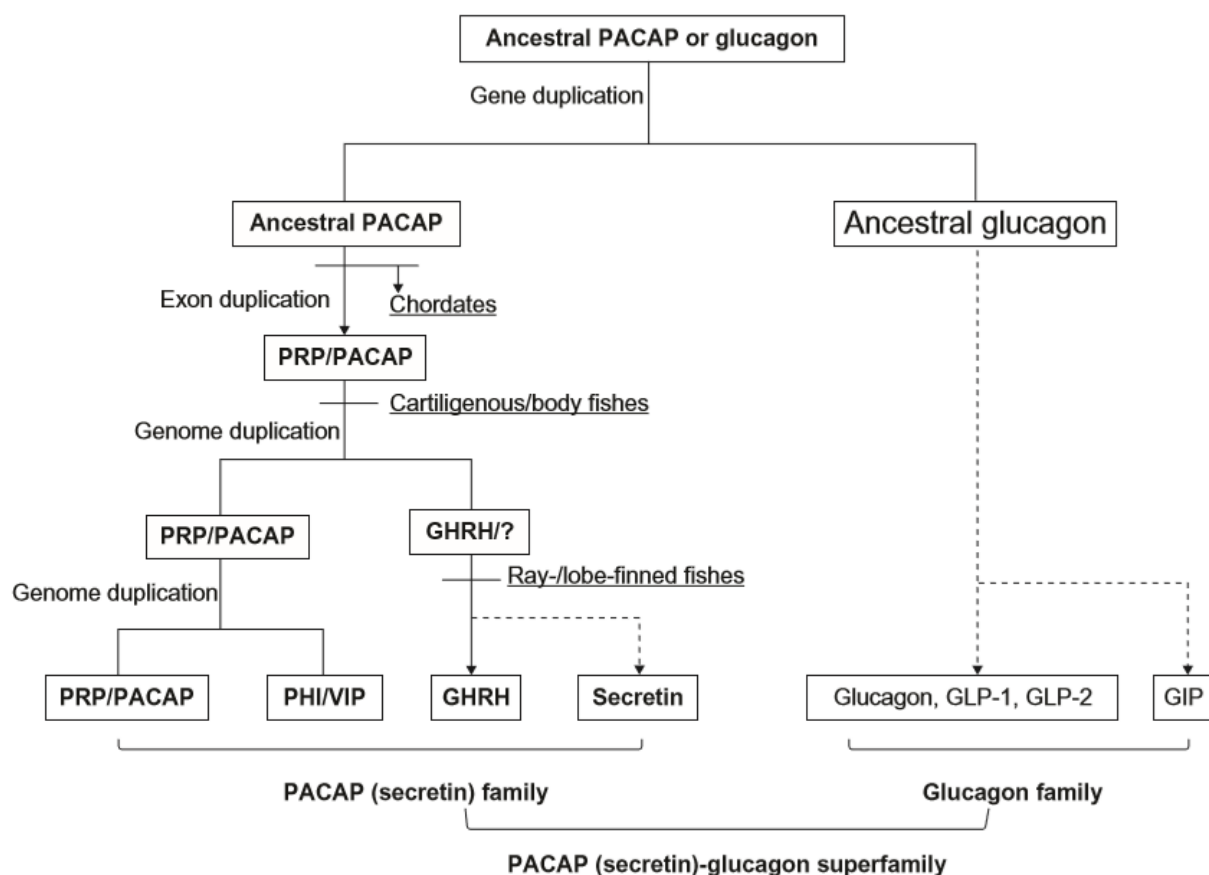 Ancestral PACAP or glucagon
Gene duplication
Ancestral PACAP
Ancestral glucagon
Exon duplication
Chordates
PRP/PACAP
Cartiligenous/body fishes
Genome duplication
PRP/PACAP
GHRH/?
Ray-/lobe-finned fishes
Genome duplication
PRP/PACAP
PHI/VIP
GHRH
Secretin
Glucagon, GLP-1, GLP-2
GIP
PACAP (secretin) family
Glucagon family
PACAP (secretin)-glucagon superfamily